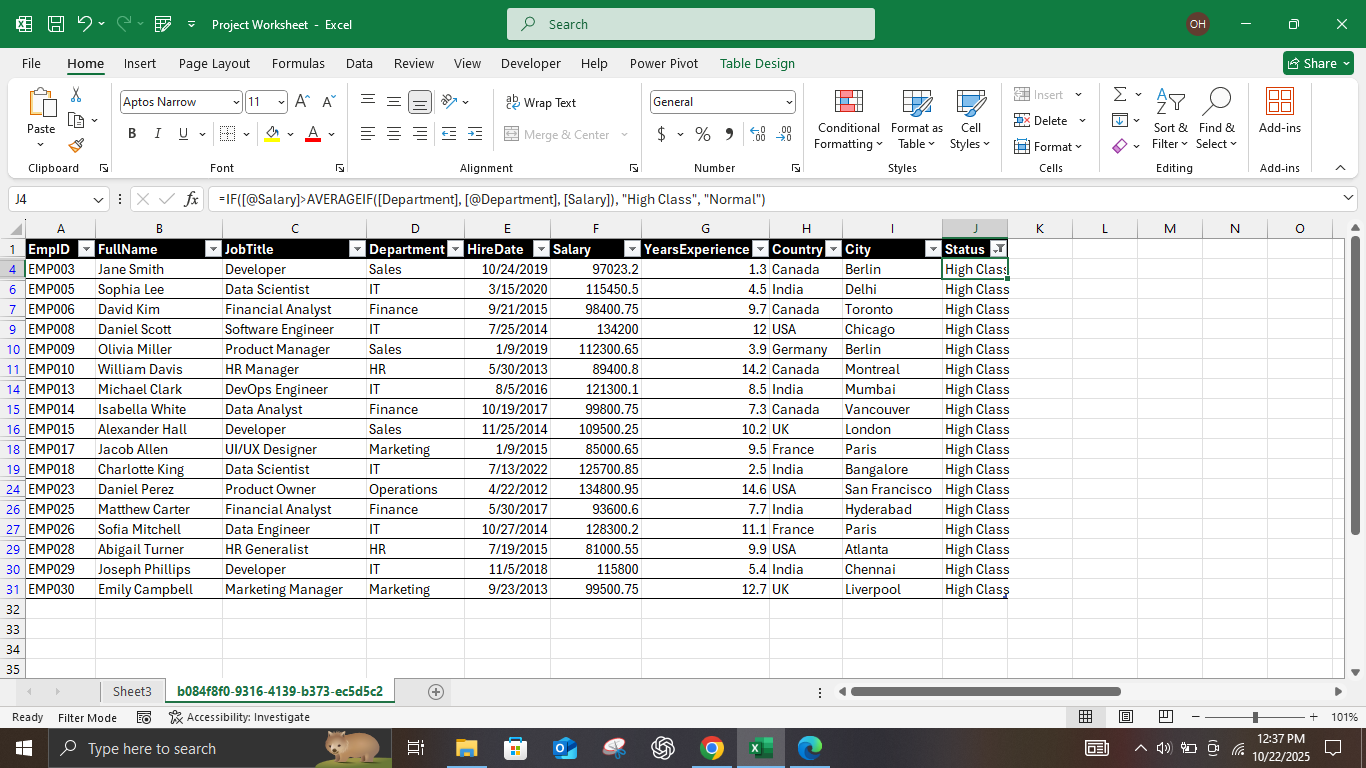 Project Worksheet - Excel
Search
OH
File Home Insert Page Layout Formulas Data Review View Developer Help Power Pivot Table Design
Share
Paste
Clipboard
Aptos Narrow 11
B I U
Font
Wrap Text
Merge & Center
Alignment
General
$ % 9
Number
Conditional Formatting
Format as Table
Cell Styles
Styles
Insert
Delete
Format
Cells
Sort & Filter
Find & Select
Editing
Add-ins
Add-ins
J4 fx =IF([@Salary]>AVERAGEIF([Department], [@Department], [Salary]), "High Class", "Normal")
A B C D E F G H I J K L M N O
1 EmpID FullName JobTitle Department HireDate Salary YearsExperience Country City Status
4 EMP003 Jane Smith Developer Sales 10/24/2019 97023.2 1.3 Canada Berlin High Class
6 EMP005 Sophia Lee Data Scientist IT 3/15/2020 115450.5 4.5 India Delhi High Class
7 EMP006 David Kim Financial Analyst Finance 9/21/2015 98400.75 9.7 Canada Toronto High Class
9 EMP008 Daniel Scott Software Engineer IT 7/25/2014 134200 12 USA Chicago High Class
10 EMP009 Olivia Miller Product Manager Sales 1/9/2019 112300.65 3.9 Germany Berlin High Class
11 EMP010 William Davis HR Manager HR 5/30/2013 89400.8 14.2 Canada Montreal High Class
14 EMP013 Michael Clark DevOps Engineer IT 8/5/2016 121300.1 8.5 India Mumbai High Class
15 EMP014 Isabella White Data Analyst Finance 10/19/2017 99800.75 7.3 Canada Vancouver High Class
16 EMP015 Alexander Hall Developer Sales 11/25/2014 109500.25 10.2 UK London High Class
18 EMP017 Jacob Allen UI/UX Designer Marketing 1/9/2015 85000.65 9.5 France Paris High Class
19 EMP018 Charlotte King Data Scientist IT 7/13/2022 125700.85 2.5 India Bangalore High Class
24 EMP023 Daniel Perez Product Owner Operations 4/22/2012 134800.95 14.6 USA San Francisco High Class
26 EMP025 Matthew Carter Financial Analyst Finance 5/30/2017 93600.6 7.7 India Hyderabad High Class
27 EMP026 Sofia Mitchell Data Engineer IT 10/27/2014 128300.2 11.1 France Paris High Class
29 EMP028 Abigail Turner HR Generalist HR 7/19/2015 81000.55 9.9 USA Atlanta High Class
30 EMP029 Joseph Phillips Developer IT 11/5/2018 115800 5.4 India Chennai High Class
31 EMP030 Emily Campbell Marketing Manager Marketing 9/23/2013 99500.75 12.7 UK Liverpool High Class
32
33
34
35
Sheet3 b084f8f0-9316-4139-b373-ec5d5c2
Ready Filter Mode Accessibility: Investigate 101%
Type here to search
12:37 PM
10/22/2025